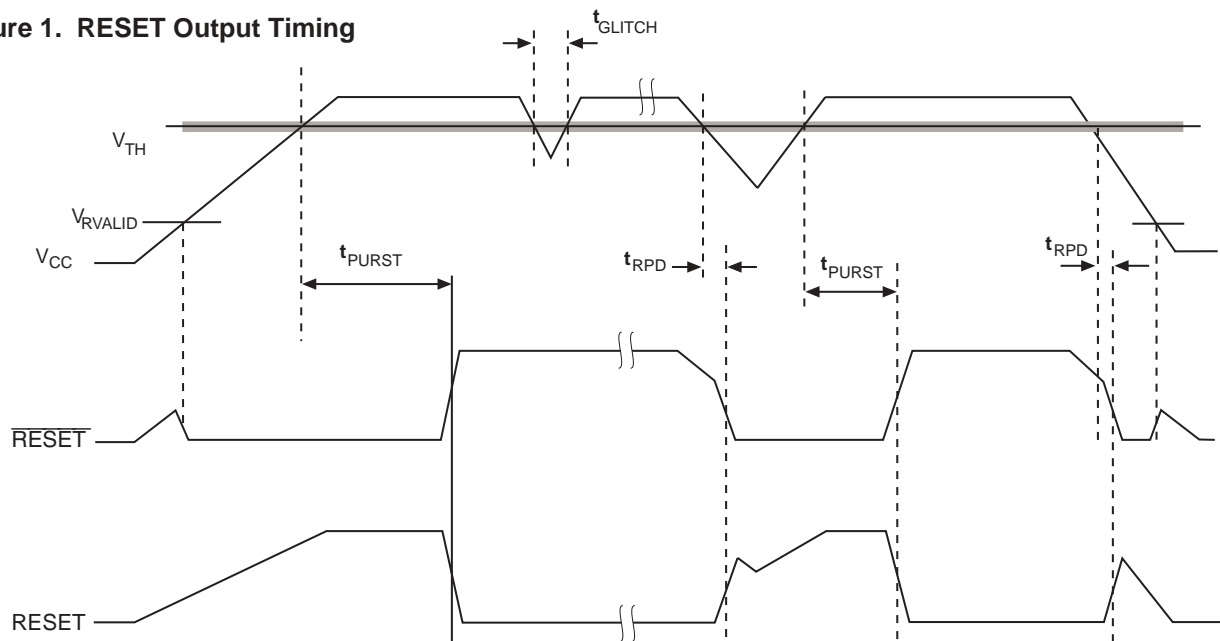 ure 1. RESET Output Timing
tGLITCH
VTH
VRVALID
VCC
tPURST
tRPD
tPURST
tRPD
RESET
RESET